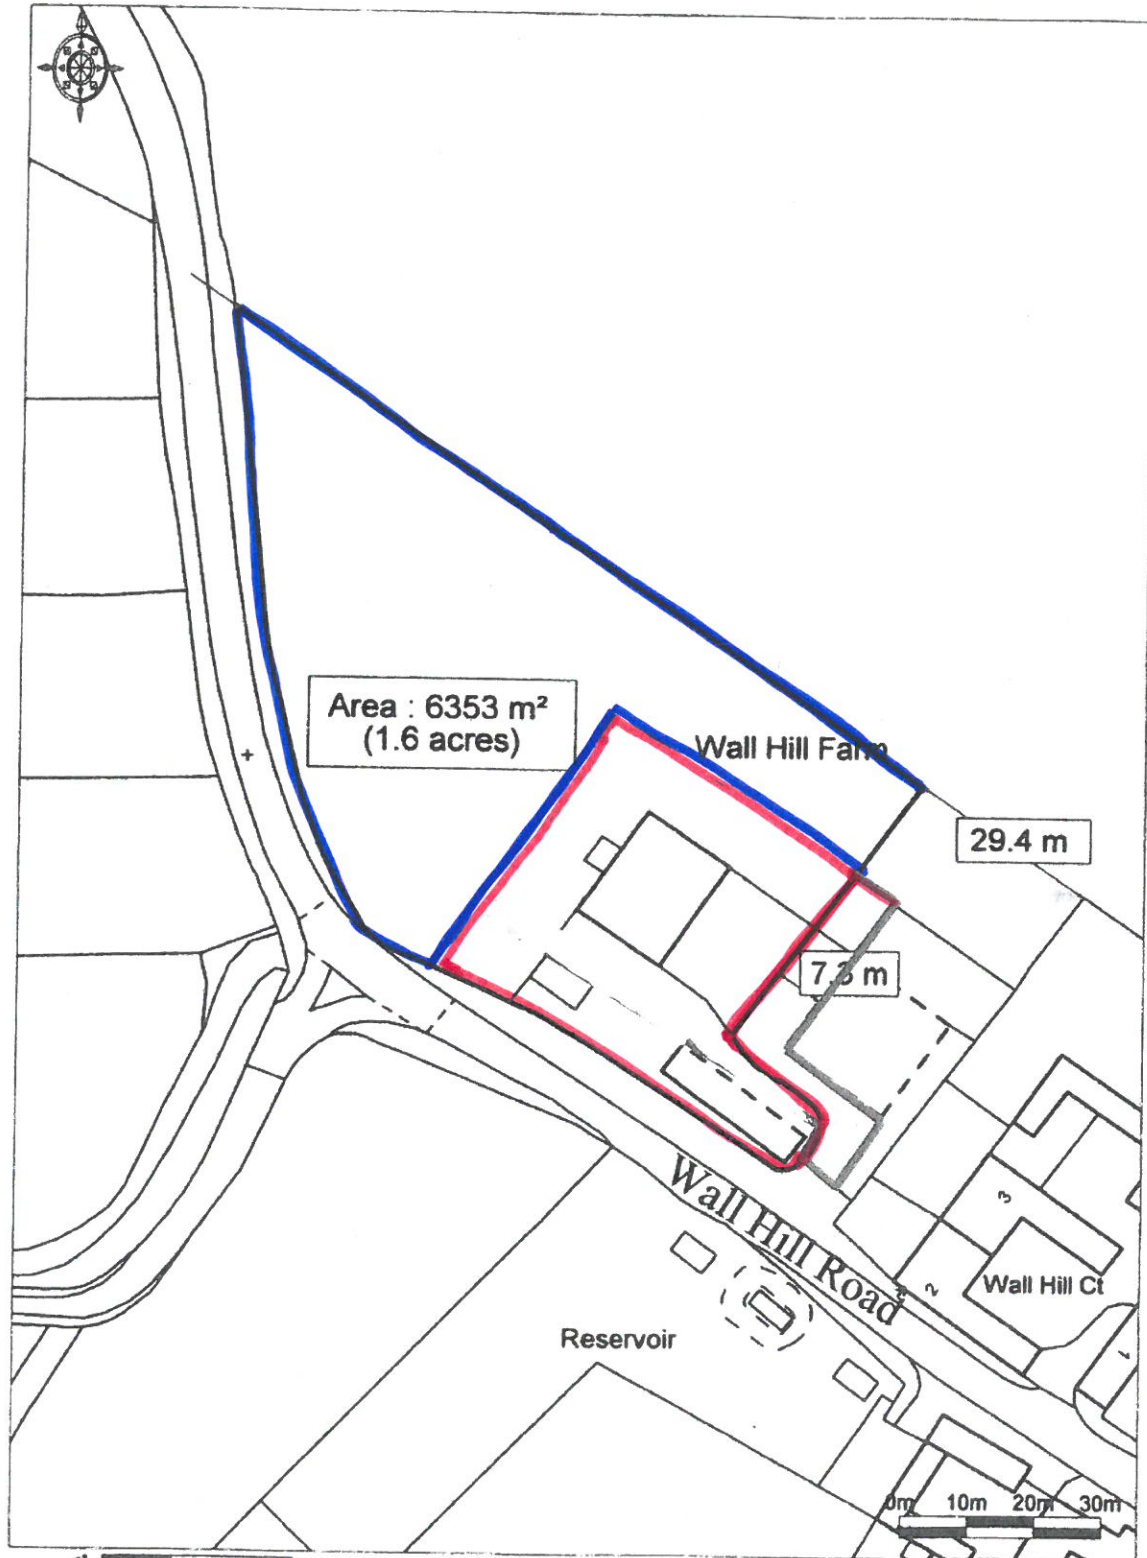 Area : 6353 m²
(1.6 acres)
Wall Hill Farm
29.4 m
7.3 m
Wall Hill Road
3
2
Wall Hill Ct
1
Reservoir
0m 10m 20m 30m